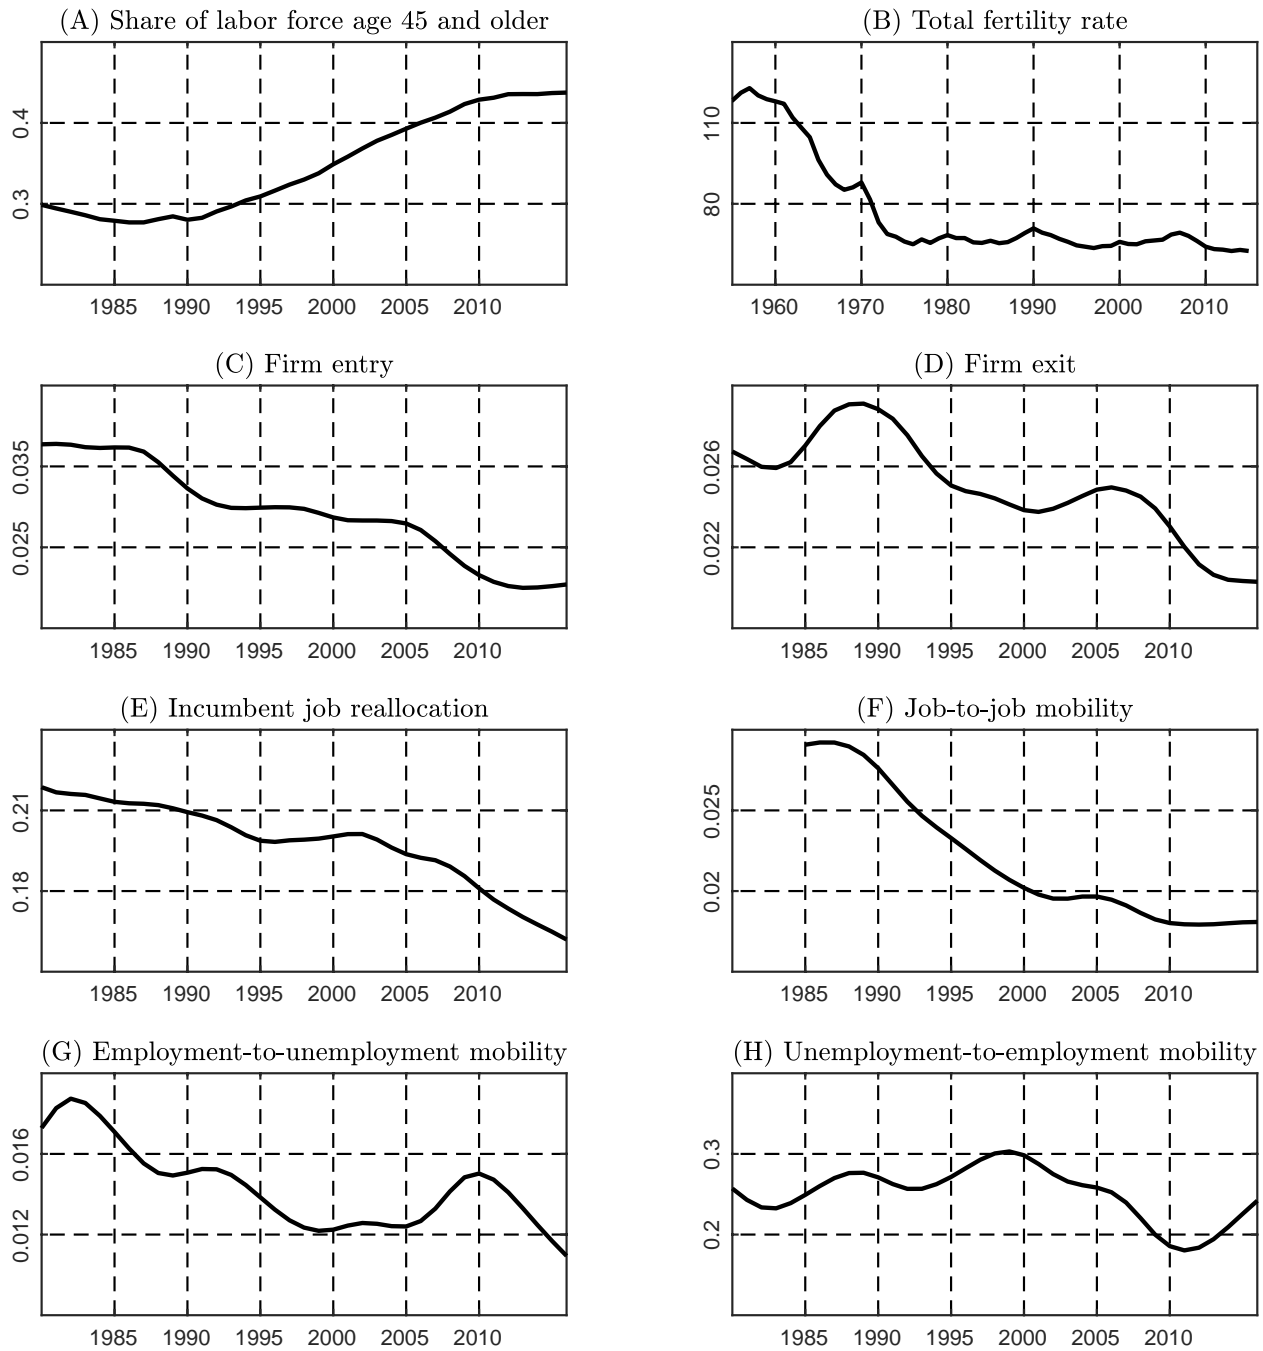 (A) Share of labor force age 45 and older
0.4
0.3
1985 1990 1995 2000 2005 2010
(B) Total fertility rate
110
80
1960 1970 1980 1990 2000 2010
(C) Firm entry
0.035
0.025
1985 1990 1995 2000 2005 2010
(D) Firm exit
0.026
0.022
1985 1990 1995 2000 2005 2010
(E) Incumbent job reallocation
0.21
0.18
1985 1990 1995 2000 2005 2010
(F) Job-to-job mobility
0.025
0.02
1985 1990 1995 2000 2005 2010
(G) Employment-to-unemployment mobility
0.016
0.012
1985 1990 1995 2000 2005 2010
(H) Unemployment-to-employment mobility
0.3
0.2
1985 1990 1995 2000 2005 2010